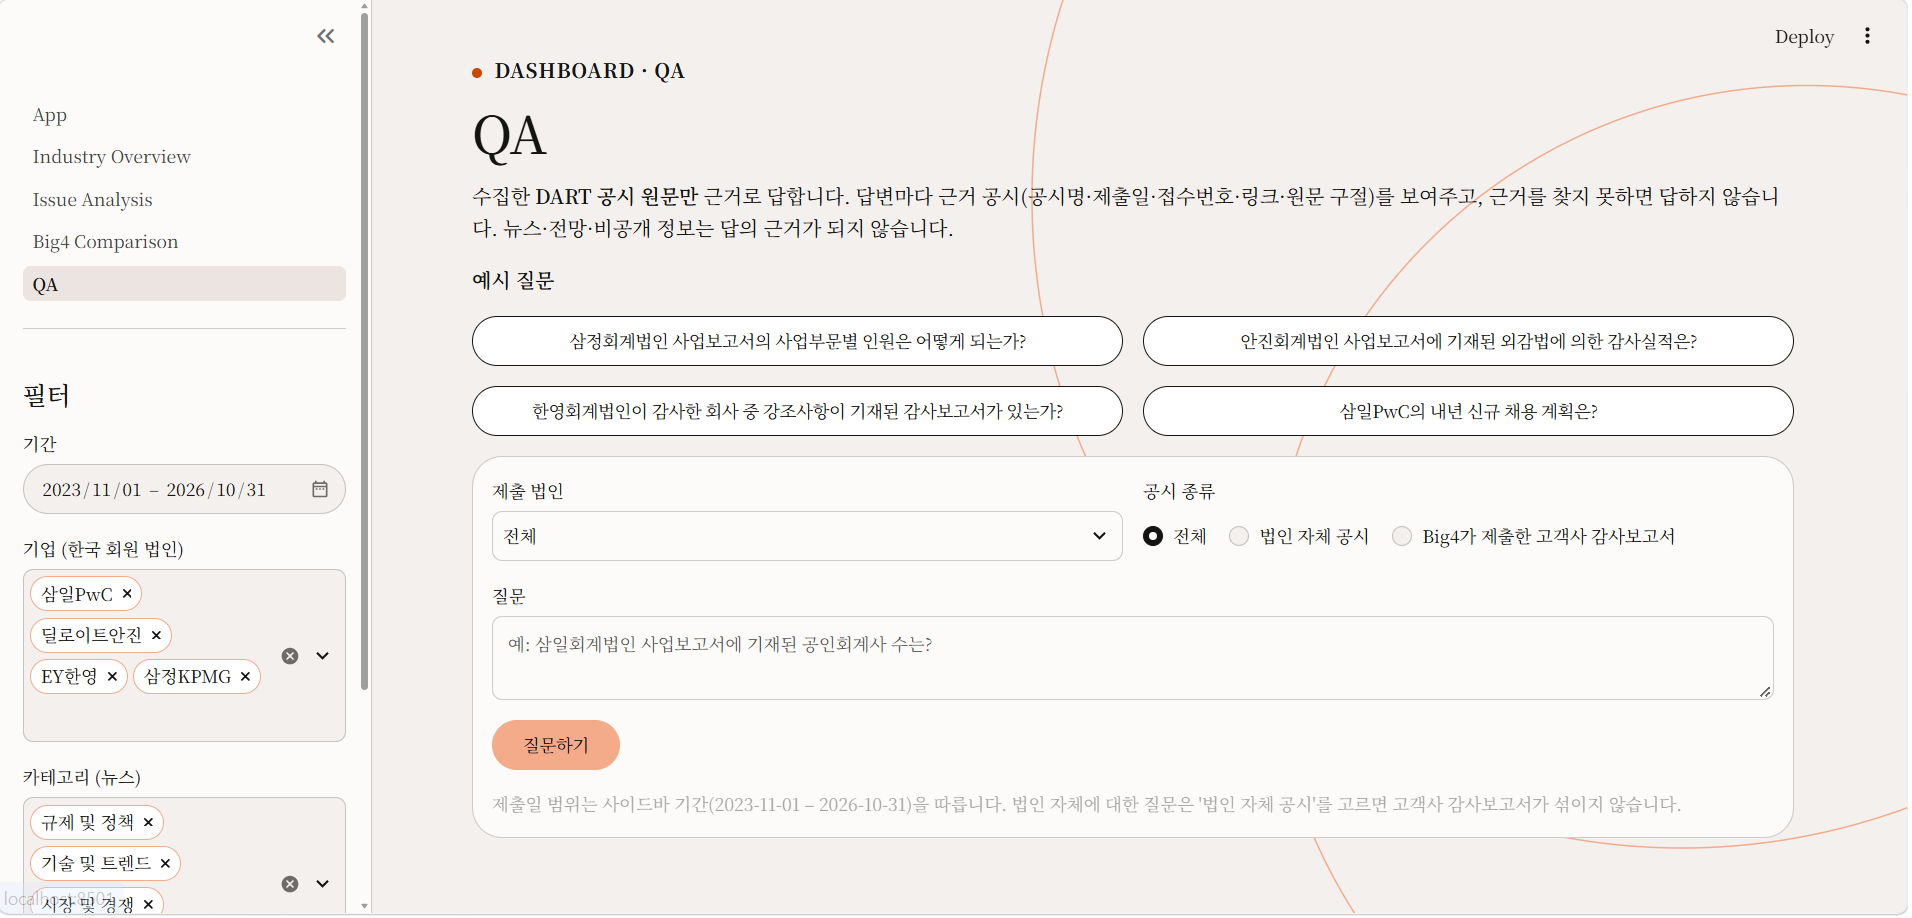 App
Industry Overview
Issue Analysis
Big4 Comparison
QA
필터
기간
2023/11/01 – 2026/10/31
기업 (한국 회원 법인)
삼일PwC
딜로이트안진
EY한영
삼정KPMG
카테고리 (뉴스)
규제 및 정책
기술 및 트렌드
시장 및 경쟁
localhost:8501
Deploy
DASHBOARD · QA
QA
수집한 DART 공시 원문만 근거로 답합니다. 답변마다 근거 공시(공시명·제출일·접수번호·링크·원문 구절)를 보여주고, 근거를 찾지 못하면 답하지 않습니
다. 뉴스·전망·비공개 정보는 답의 근거가 되지 않습니다.
예시 질문
삼정회계법인 사업보고서의 사업부문별 인원은 어떻게 되는가?
안진회계법인 사업보고서에 기재된 외감법에 의한 감사실적은?
한영회계법인이 감사한 회사 중 강조사항이 기재된 감사보고서가 있는가?
삼일PwC의 내년 신규 채용 계획은?
제출 법인
전체
공시 종류
전체
법인 자체 공시
Big4가 제출한 고객사 감사보고서
질문
예: 삼일회계법인 사업보고서에 기재된 공인회계사 수는?
질문하기
제출일 범위는 사이드바 기간(2023-11-01 – 2026-10-31)을 따릅니다. 법인 자체에 대한 질문은 '법인 자체 공시'를 고르면 고객사 감사보고서가 섞이지 않습니다.